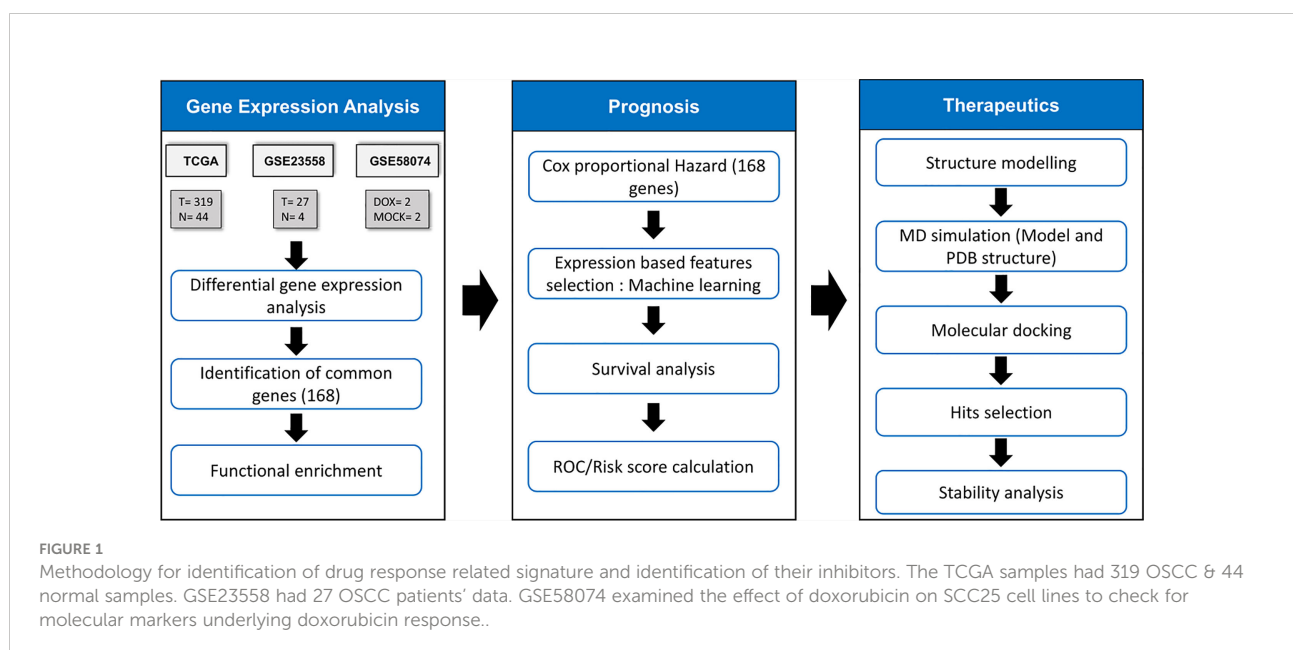 Gene Expression Analysis
TCGA
GSE23558
GSE58074
T= 319
N= 44
T= 27
N= 4
DOX= 2
MOCK= 2
Differential gene expression
analysis
Identification of common
genes (168)
Functional enrichment
Prognosis
Cox proportional Hazard (168
genes)
Expression based features
selection : Machine learning
Survival analysis
ROC/Risk score calculation
Therapeutics
Structure modelling
MD simulation (Model and
PDB structure)
Molecular docking
Hits selection
Stability analysis
FIGURE 1
Methodology for identification of drug response related signature and identification of their inhibitors. The TCGA samples had 319 OSCC & 44
normal samples. GSE23558 had 27 OSCC patients’ data. GSE58074 examined the effect of doxorubicin on SCC25 cell lines to check for
molecular markers underlying doxorubicin response..